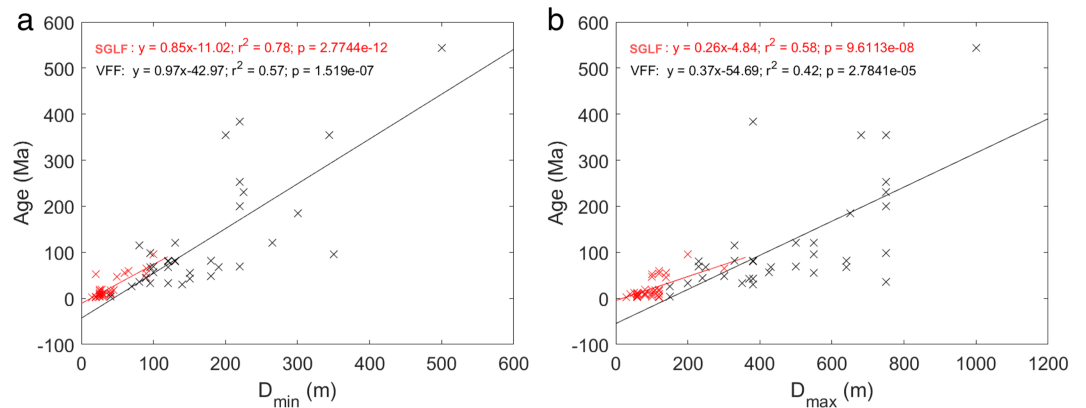 a
SGLF : y = 0.85x-11.02; r2 = 0.78; p = 2.7744e-12
VFF: y = 0.97x-42.97; r2 = 0.57; p = 1.519e-07
Age (Ma)
600
500
400
300
200
100
0
-100
0 100 200 300 400 500 600
Dmin (m)
b
SGLF : y = 0.26x-4.84; r2 = 0.58; p = 9.6113e-08
VFF: y = 0.37x-54.69; r2 = 0.42; p = 2.7841e-05
Age (Ma)
600
500
400
300
200
100
0
-100
0 200 400 600 800 1000 1200
Dmax (m)